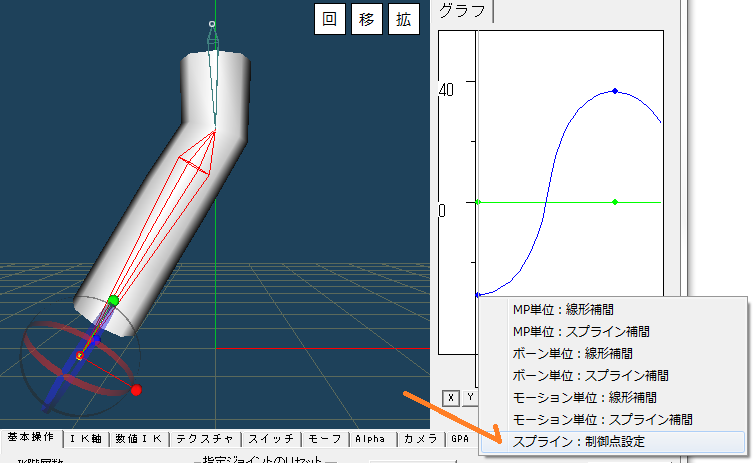 回 移 拡
グラフ
40
0
MP単位：線形補間
MP単位：スプライン補間
ボーン単位：線形補間
ボーン単位：スプライン補間
モーション単位：線形補間
モーション単位：スプライン補間
スプライン：制御点設定
X Y
基本操作 ＩＫ軸 数値ＩＫ テクスチャ スイッチ モーフ Alpha カメラ GPA
指定ジョイントのリセット